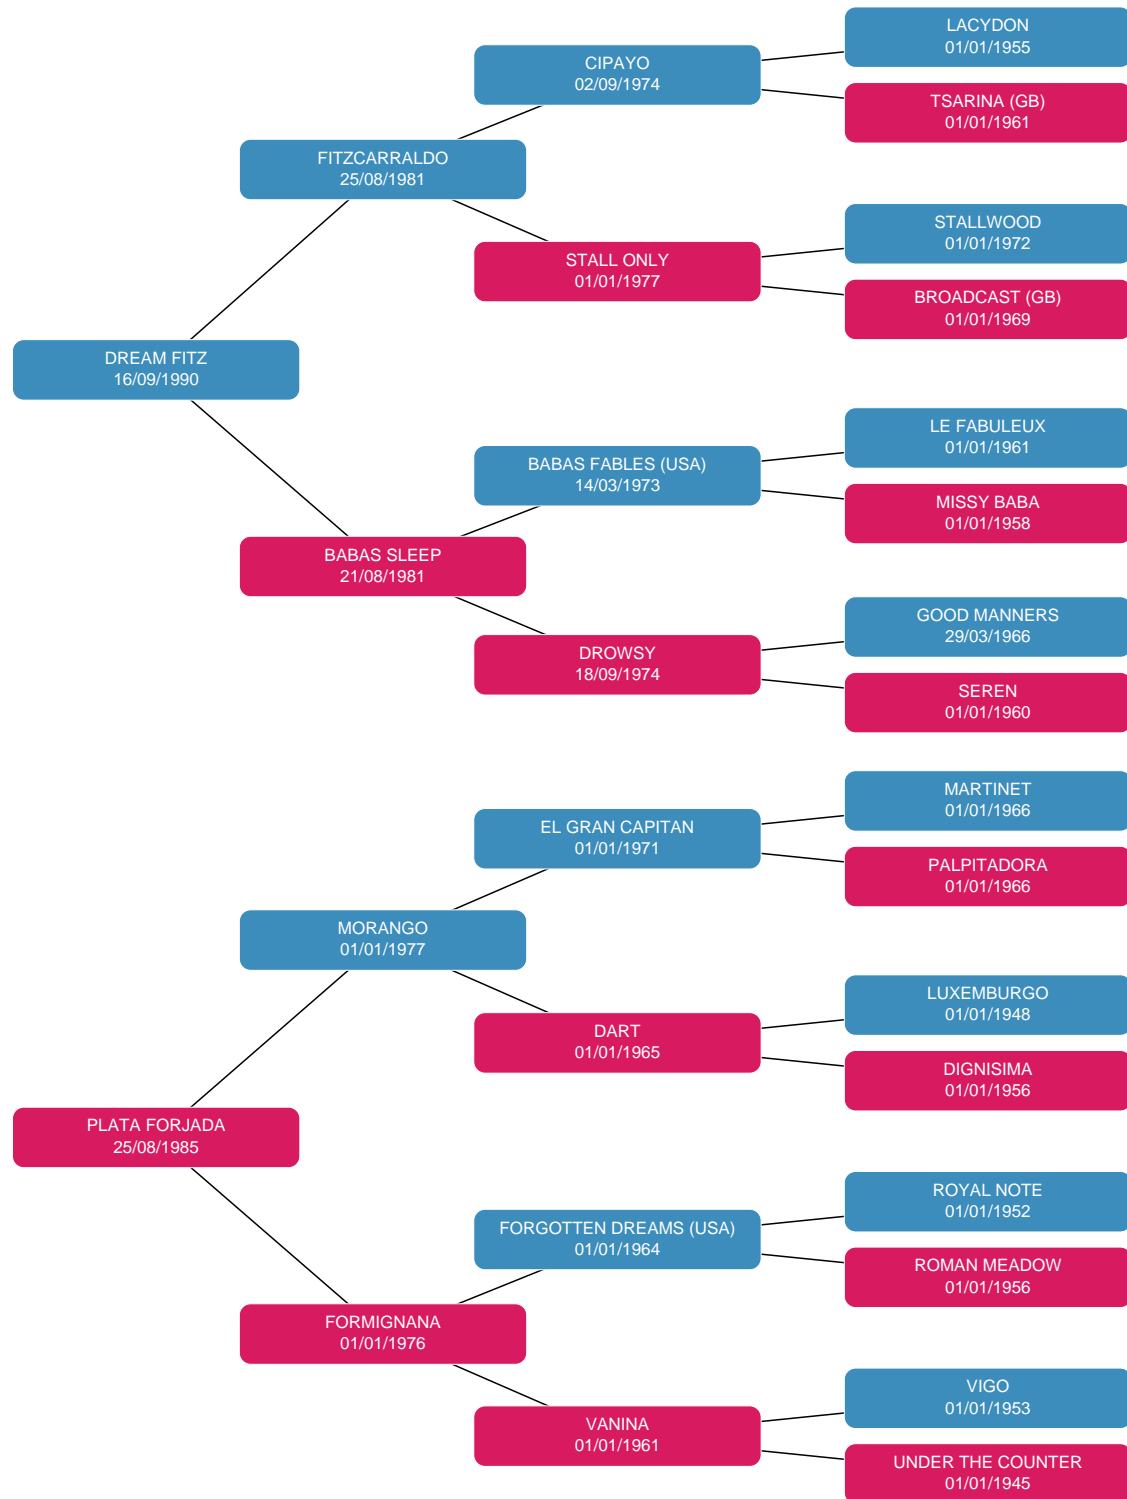 LACYDON
01/01/1955
CIPAYO
02/09/1974
TSARINA (GB)
01/01/1961
FITZCARRALDO
25/08/1981
STALLWOOD
01/01/1972
STALL ONLY
01/01/1977
BROADCAST (GB)
01/01/1969
DREAM FITZ
16/09/1990
LE FABULEUX
01/01/1961
BABAS FABLES (USA)
14/03/1973
MISSY BABA
01/01/1958
BABAS SLEEP
21/08/1981
GOOD MANNERS
29/03/1966
DROWSY
18/09/1974
SEREN
01/01/1960
MARTINET
01/01/1966
EL GRAN CAPITAN
01/01/1971
PALPITADORA
01/01/1966
MORANGO
01/01/1977
LUXEMBURGO
01/01/1948
DART
01/01/1965
DIGNISIMA
01/01/1956
PLATA FORJADA
25/08/1985
ROYAL NOTE
01/01/1952
FORGOTTEN DREAMS (USA)
01/01/1964
ROMAN MEADOW
01/01/1956
FORMIGNANA
01/01/1976
VIGO
01/01/1953
VANINA
01/01/1961
UNDER THE COUNTER
01/01/1945